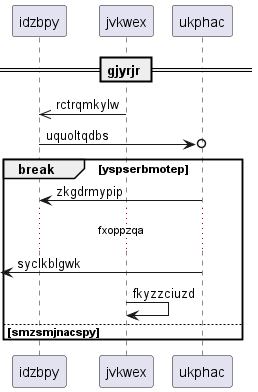 idzbpy jvkwex ukphac
gjyrjr
rctrqmkylw
uquoltqdbs
break yspserbmotep
zkgdrmypip
fxoppzqa
syclkblgwk
fkyzzciuzd
smzsmjnacspy
idzbpy jvkwex ukphac